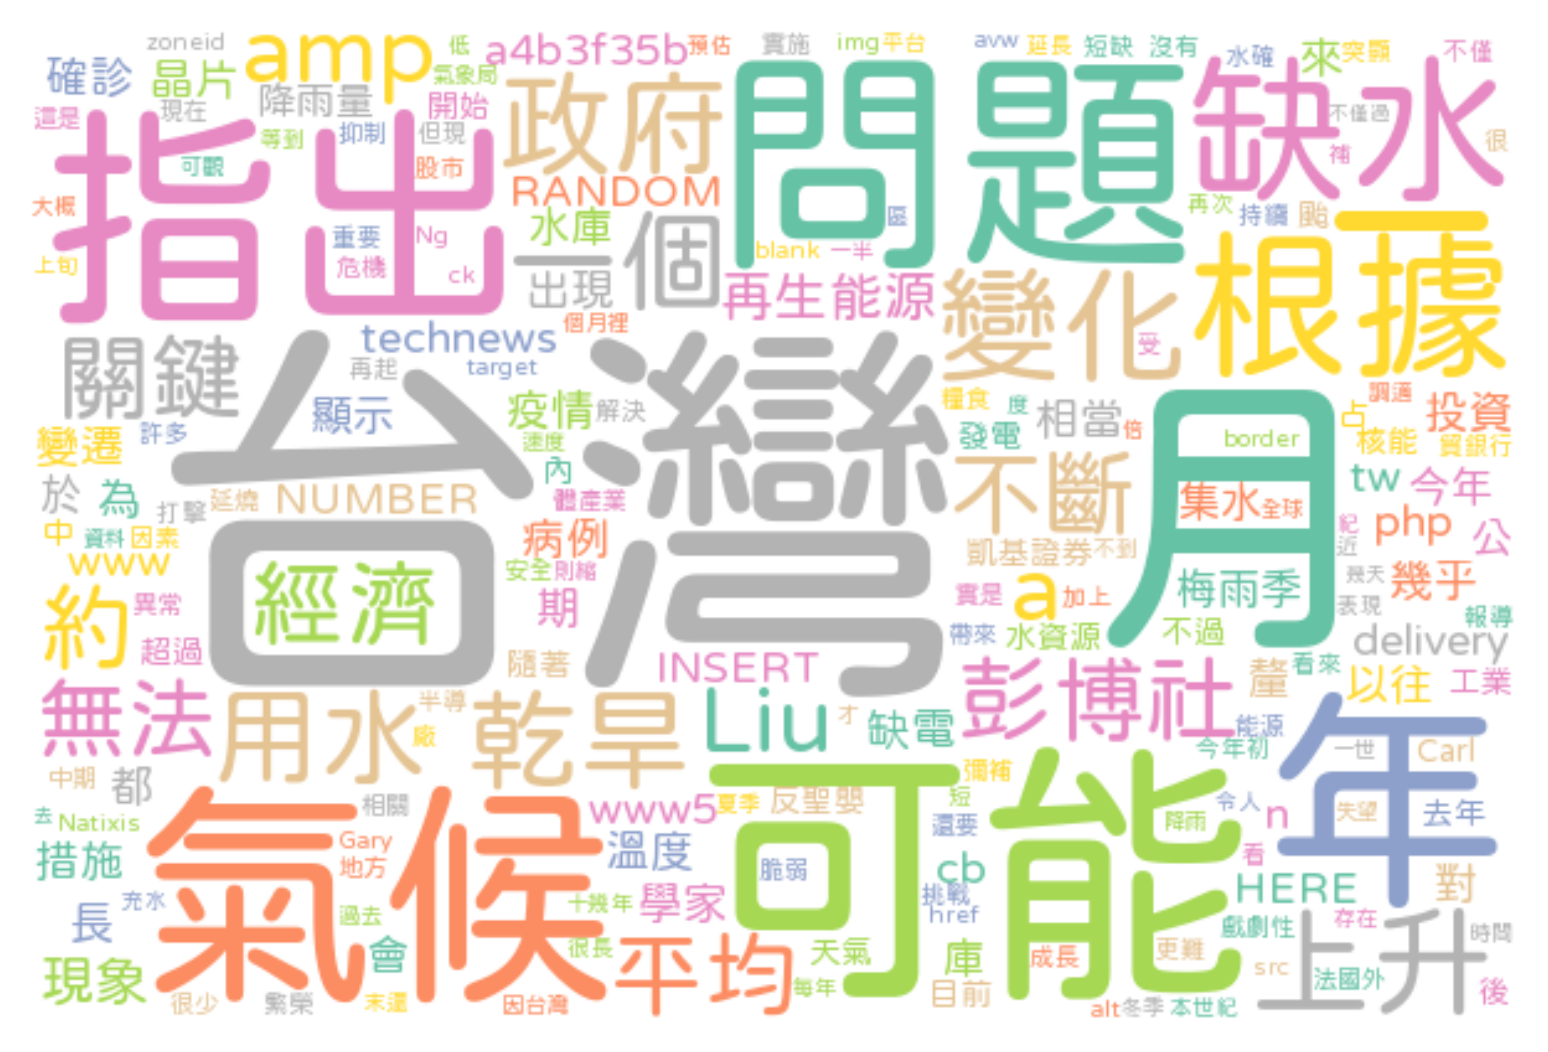 zoneid
amp
低
a4b3f35b
預估
實施
img
平台
avw
延長
短缺
沒有
水確
來
突顯
不僅
確診
晶片
氣象局
降雨量
現在
開始
政府
問題
缺水
不僅過
很
這是
指出
等到
抑制
但現
可觀
股市
RANDOM
補
大概
水庫
一個
區
再次
持續
颱
重要
Ng
上旬
危機
ck
blank
一半
根據
出現
再生能源
變化
technews
個月裡
受
關鍵
再起
target
台灣
顯示
疫情
解決
糧食
度
相當
倍
月
調適
占
投資
變遷
許多
速度
發電
border
核能
貿銀行
於
為
打擊
延燒
NUMBER
內
體產業
不斷
集水
全球
tw
今年
中
資料
因素
病例
凱基證券
不到
紀
近
php
公
www
經濟
安全
則縮
約
異常
期
實是
a
加上
梅雨季
幾天
幾乎
表現
報導
超過
隨著
INSERT
帶來
水資源
不過
delivery
無法
用水
半導
廠
乾旱
Liu
才
缺電
彭博社
釐
看來
以往
工業
能源
今年初
年
一世
Carl
中期
都
相關
www5
夏季
反聖嬰
可能
彌補
短
還要
令人
n
失望
去年
去
Natixis
氣候
Gary
地方
溫度
脆弱
降雨
看
措施
cb
挑戰
href
HERE
對
充水
長
過去
十幾年
學家
戲劇性
存在
上升
時間
會
很長
平均
天氣
庫
成長
更難
src
法國外
現象
很少
繁榮
末還
因台灣
每年
目前
alt
冬季
本世紀
後